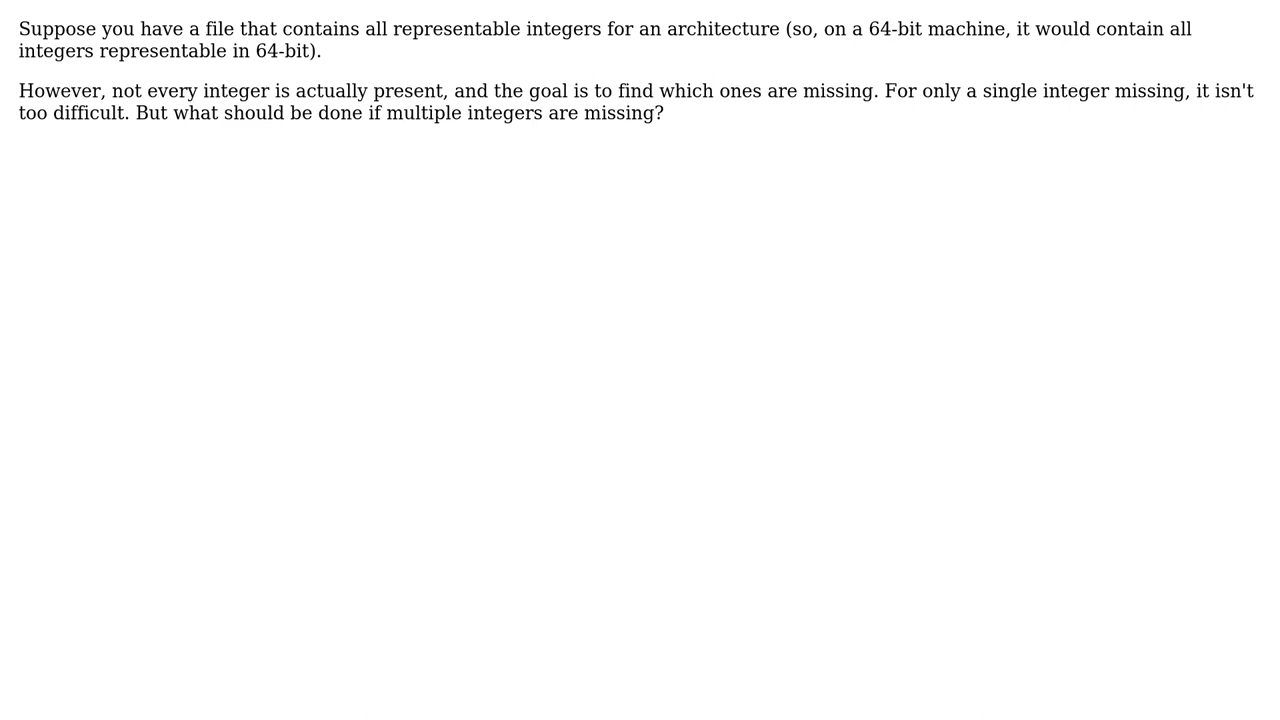 Suppose you have a file that contains all representable integers for an architecture (so, on a 64-bit machine, it would contain all
integers representable in 64-bit).
However, not every integer is actually present, and the goal is to find which ones are missing. For only a single integer missing, it isn't
too difficult. But what should be done if multiple integers are missing?